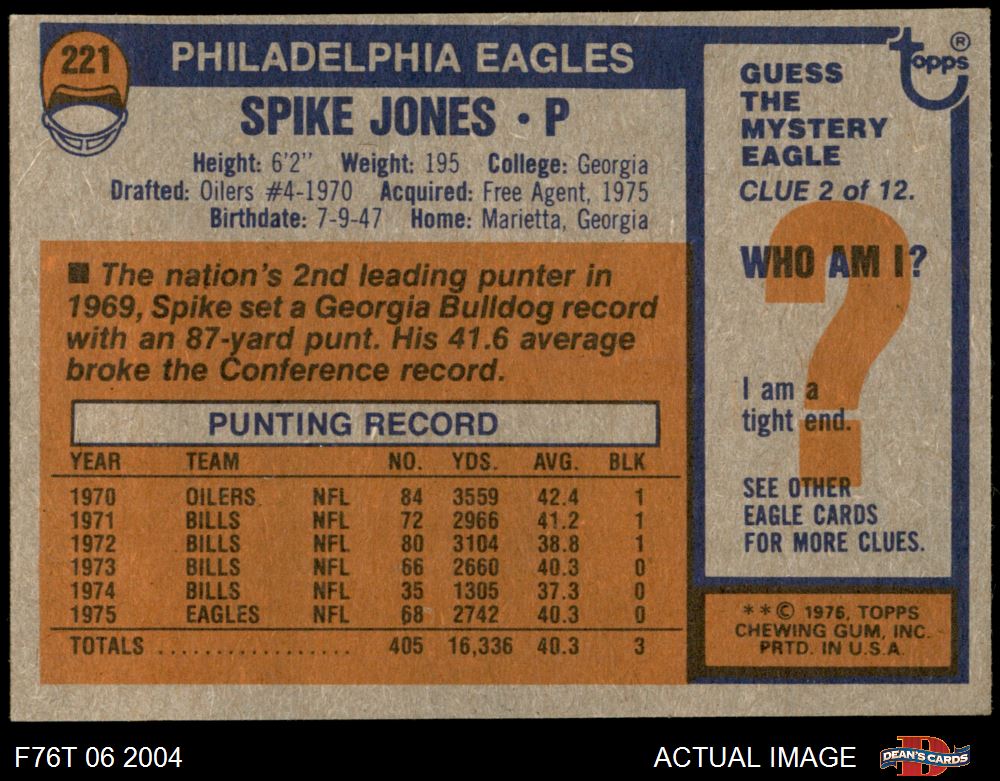 221
PHILADELPHIA EAGLES
SPIKE JONES · P
Height: 6'2" Weight: 195 College: Georgia
Drafted: Oilers #4-1970 Acquired: Free Agent, 1975
Birthdate: 7-9-47 Home: Marietta, Georgia
■ The nation's 2nd leading punter in
1969, Spike set a Georgia Bulldog record
with an 87-yard punt. His 41.6 average
broke the Conference record.
PUNTING RECORD
YEAR TEAM NO. YDS. AVG. BLK
1970 OILERS NFL 84 3559 42.4 1
1971 BILLS NFL 72 2966 41.2 1
1972 BILLS NFL 80 3104 38.8 1
1973 BILLS NFL 66 2660 40.3 0
1974 BILLS NFL 35 1305 37.3 0
1975 EAGLES NFL 68 2742 40.3 0
TOTALS ................. 405 16,336 40.3 3
topps ®
GUESS
THE
MYSTERY
EAGLE
CLUE 2 of 12.
WHO AM I?
?
I am a
tight end.
SEE OTHER
EAGLE CARDS
FOR MORE CLUES.
**© 1976, TOPPS
CHEWING GUM, INC.
PRTD. IN U.S.A.
F76T 06 2004
ACTUAL IMAGE
D
DEAN'S CARDS